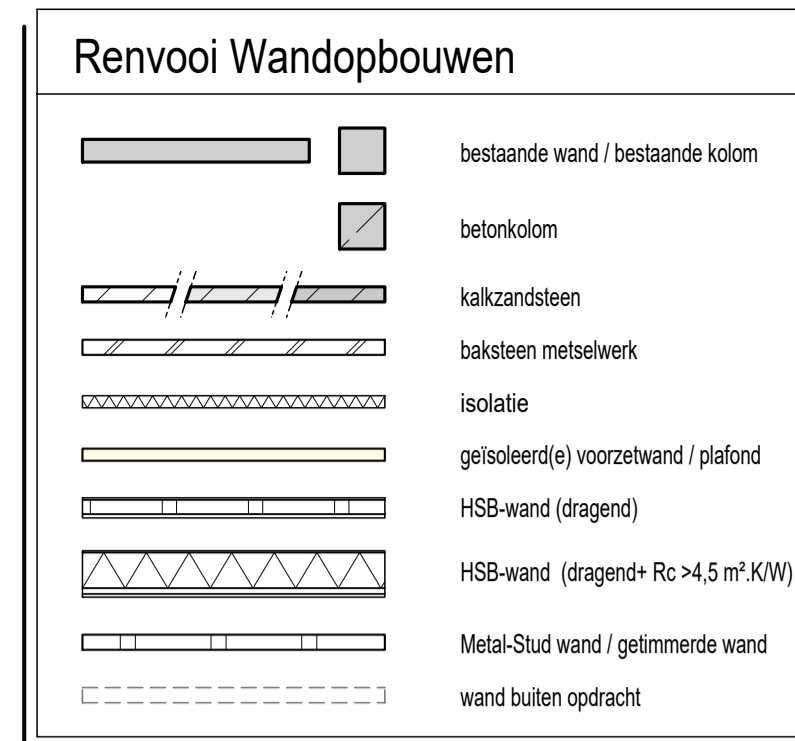 Renvooi Wandopbouwen
bestaande wand / bestaande kolom
betonkolom
kalkzandsteen
baksteen metselwerk
isolatie
geïsoleerd(e) voorzetwand / plafond
HSB-wand (dragend)
HSB-wand (dragend+ Rc >4,5 m².K/W)
Metal-Stud wand / getimmerde wand
wand buiten opdracht